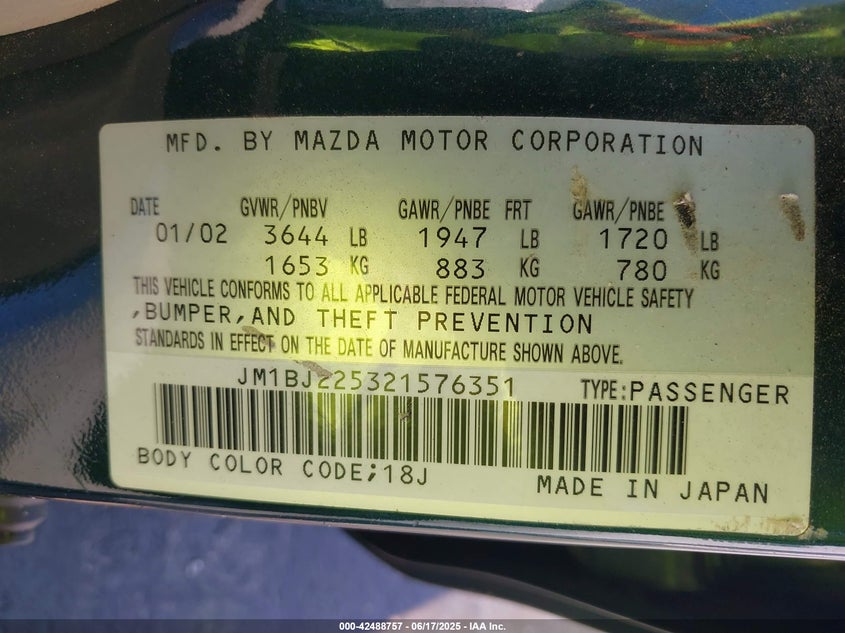 MFD. BY MAZDA MOTOR CORPORATION
DATE GVWR/PNBV GAWR/PNBE FRT GAWR/PNBE
01/02 3644 LB 1947 LB 1720 LB
1653 KG 883 KG 780 KG
THIS VEHICLE CONFORMS TO ALL APPLICABLE FEDERAL MOTOR VEHICLE SAFETY
,BUMPER,AND THEFT PREVENTION
STANDARDS IN EFFECT ON THE DATE OF MANUFACTURE SHOWN ABOVE.
JM1BJ225321576351 TYPE:PASSENGER
BODY COLOR CODE;18J
MADE IN JAPAN
000-42488757 - 06/17/2025 - IAA Inc.